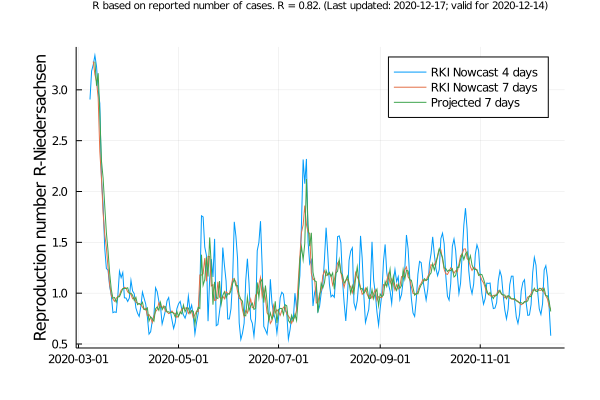 R based on reported number of cases. R = 0.82. (Last updated: 2020-12-17; valid for 2020-12-14)
Reproduction number R-Niedersachsen
RKI Nowcast 4 days
RKI Nowcast 7 days
Projected 7 days
3.0
2.5
2.0
1.5
1.0
0.5
2020-03-01
2020-05-01
2020-07-01
2020-09-01
2020-11-01